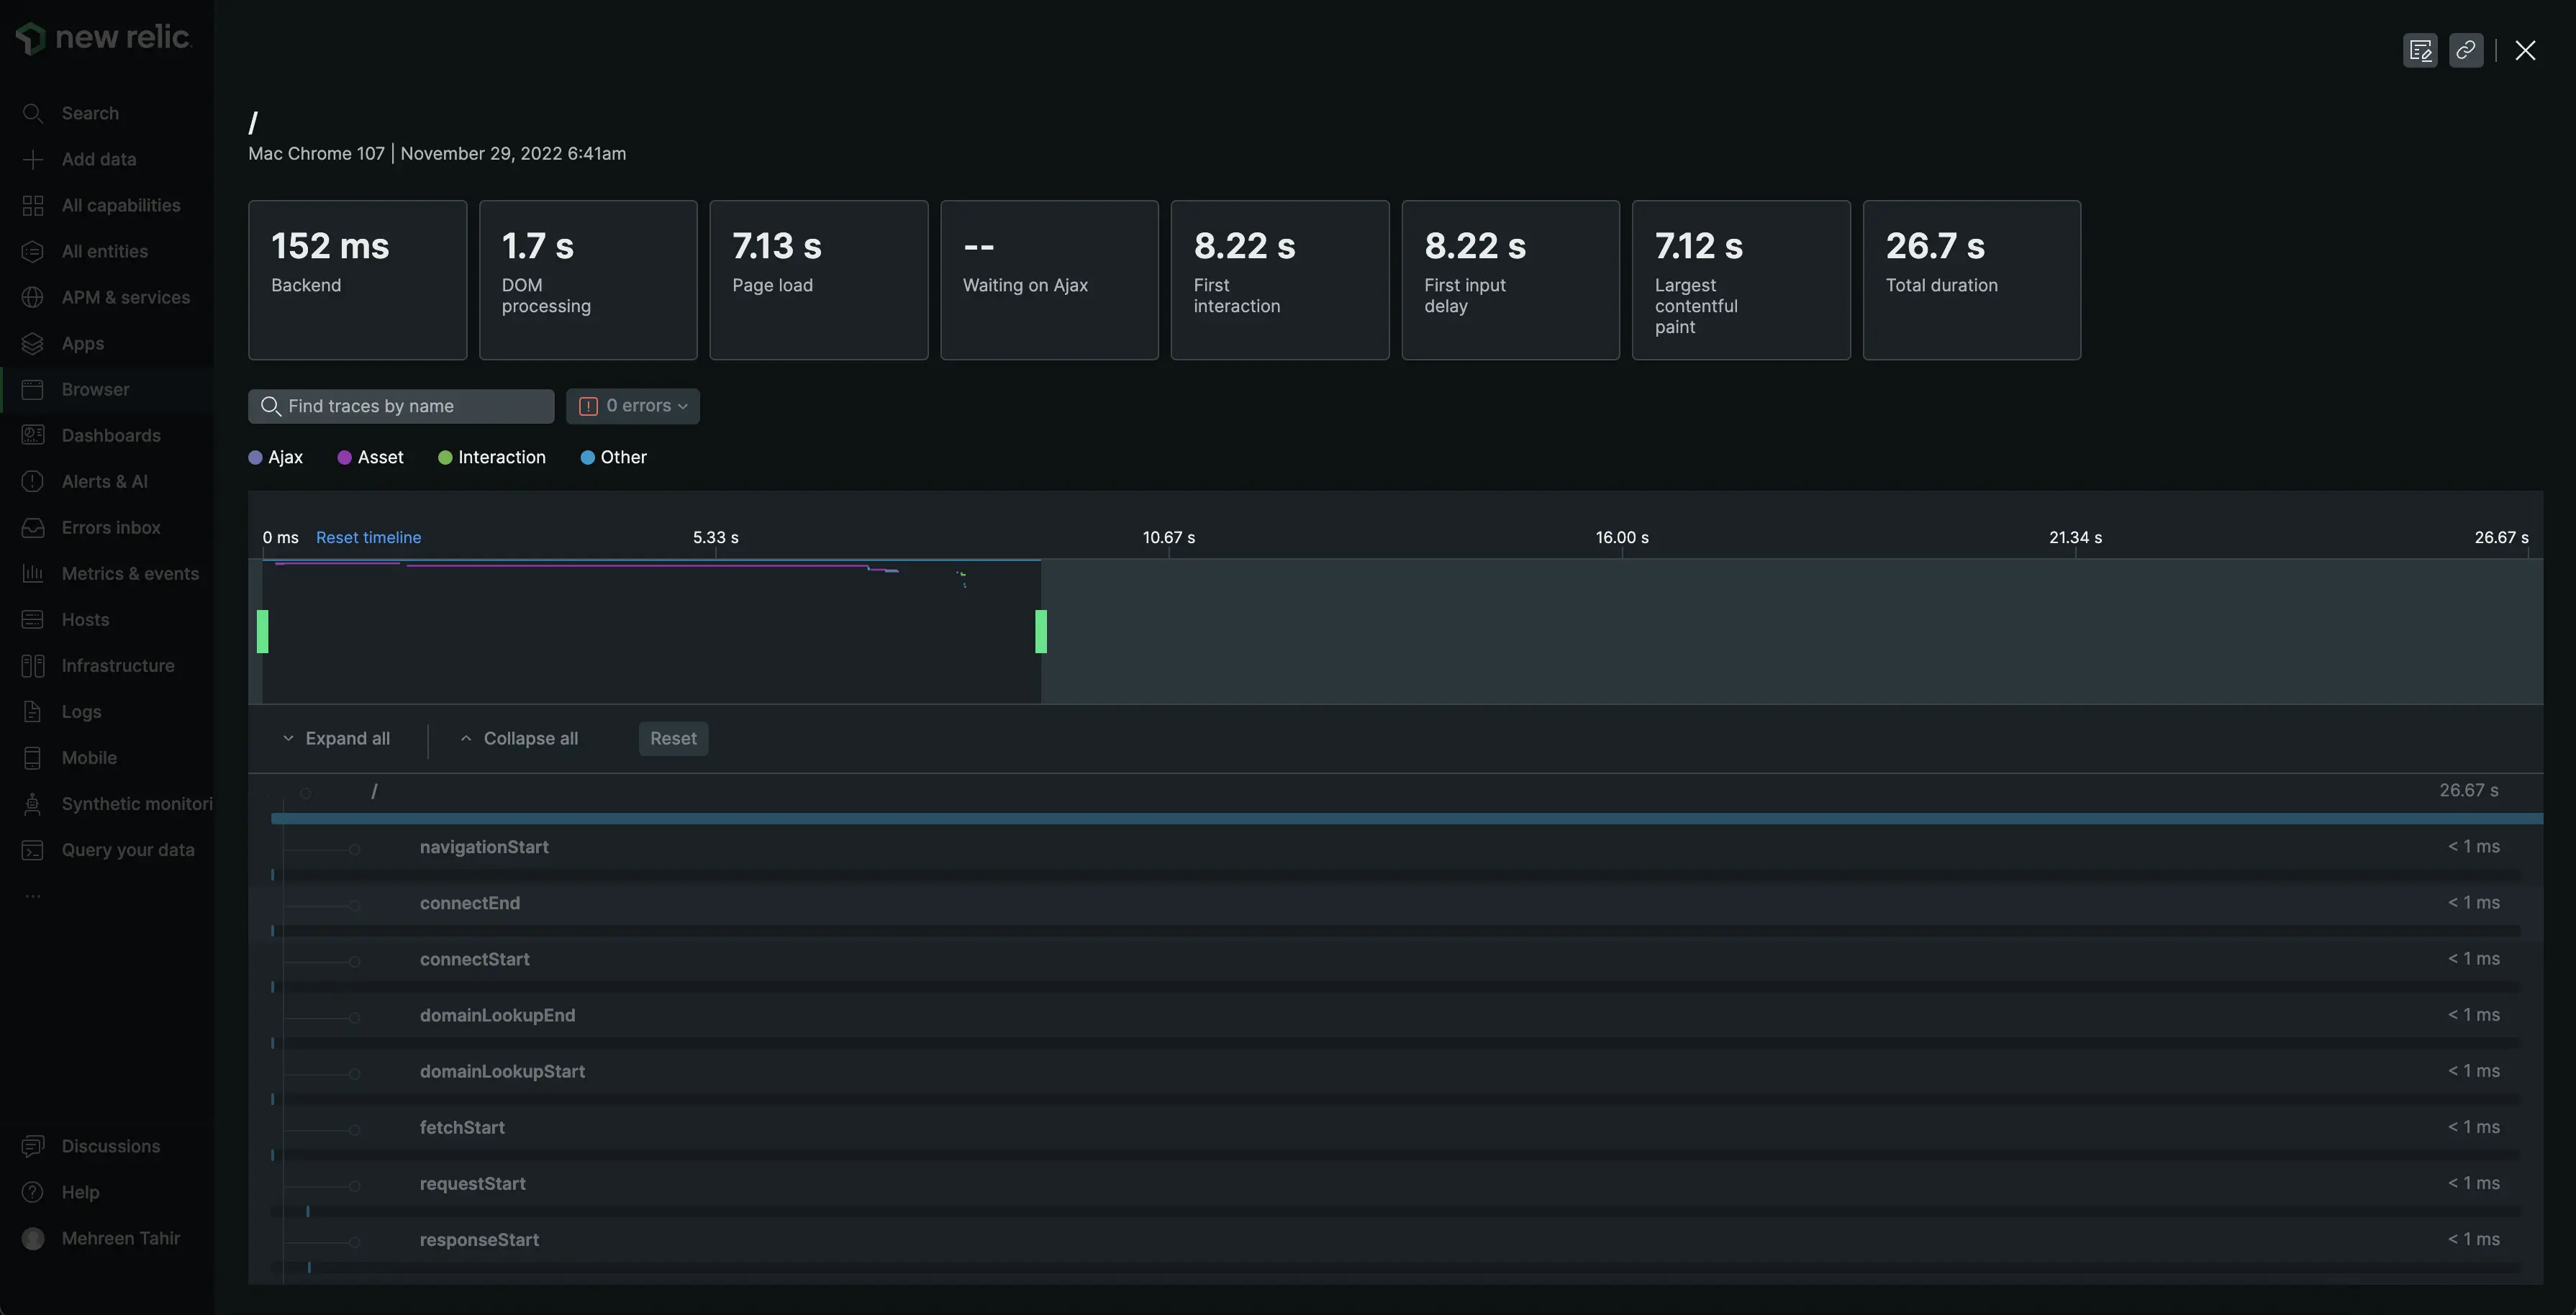 new relic.
Search
Add data
All capabilities
All entities
APM & services
Apps
Browser
Dashboards
Alerts & AI
Errors inbox
Metrics & events
Hosts
Infrastructure
Logs
Mobile
Synthetic monitori
Query your data
...
Discussions
Help
Mehreen Tahir
/
Mac Chrome 107 | November 29, 2022 6:41am
152 ms
Backend
1.7 s
DOM
processing
7.13 s
Page load
--
Waiting on Ajax
8.22 s
First
interaction
8.22 s
First input
delay
7.12 s
Largest
contentful
paint
26.7 s
Total duration
Find traces by name
0 errors
Ajax Asset Interaction Other
0 ms Reset timeline 5.33 s 10.67 s 16.00 s 21.34 s 26.67 s
Expand all Collapse all Reset
/ 26.67 s
navigationStart < 1 ms
connectEnd < 1 ms
connectStart < 1 ms
domainLookupEnd < 1 ms
domainLookupStart < 1 ms
fetchStart < 1 ms
requestStart < 1 ms
responseStart < 1 ms